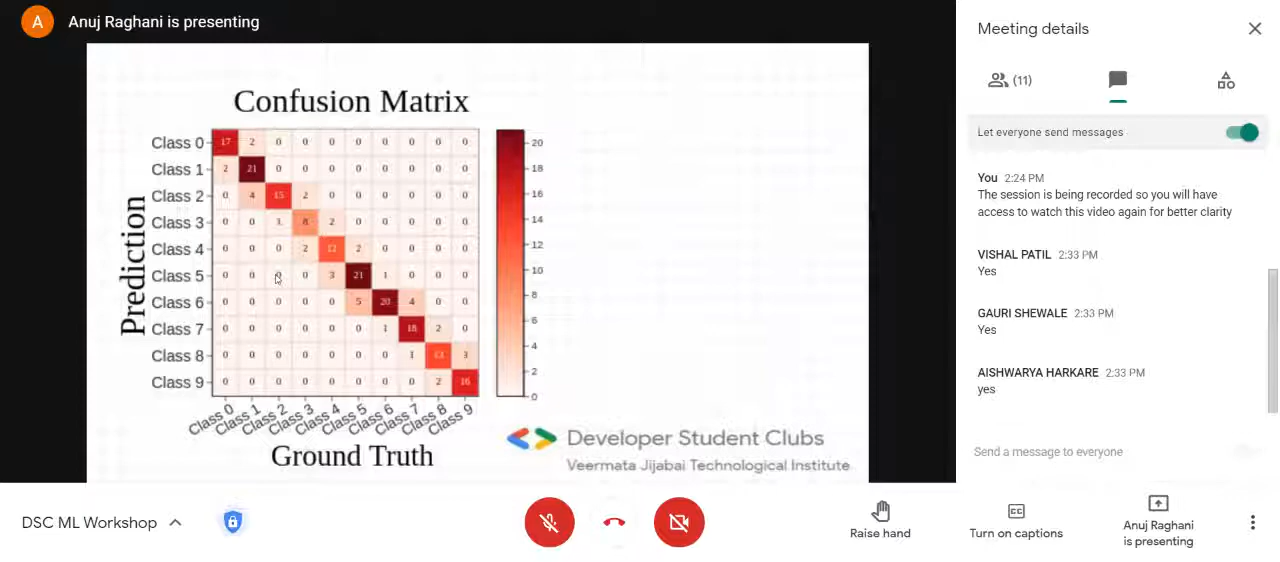 A Anuj Raghani is presenting
Confusion Matrix
Prediction
Class 0 17 2 0 0 0 0 0 0 0 0
Class 1 2 21 0 0 0 0 0 0 0 0
Class 2 0 4 15 2 0 0 0 0 0 0
Class 3 0 0 8 2 0 0 0 0 0
Class 4 0 0 0 2 12 2 0 0 0 0
Class 5 0 0 0 3 21 1 0 0 0
Class 6 0 0 0 0 0 5 20 4 0 0
Class 7 0 0 0 0 0 0 1 18 2 0
Class 8 0 0 0 0 0 0 0 1 13 3
Class 9 0 0 0 0 0 0 0 0 2 16
Class 0 Class 1 Class 2 Class 3 Class 4 Class 5 Class 6 Class 7 Class 8 Class 9
Ground Truth
20
18
16
14
12
10
8
6
4
2
0
Developer Student Clubs
Veermata Jijabai Technological Institute
Meeting details
(11)
Let everyone send messages
You 2:24 PM
The session is being recorded so you will have
access to watch this video again for better clarity
VISHAL PATIL 2:33 PM
Yes
GAURI SHEWALE 2:33 PM
Yes
AISHWARYA HARKARE 2:33 PM
yes
Send a message to everyone
DSC ML Workshop
Raise hand
CC
Turn on captions
Anuj Raghani
is presenting